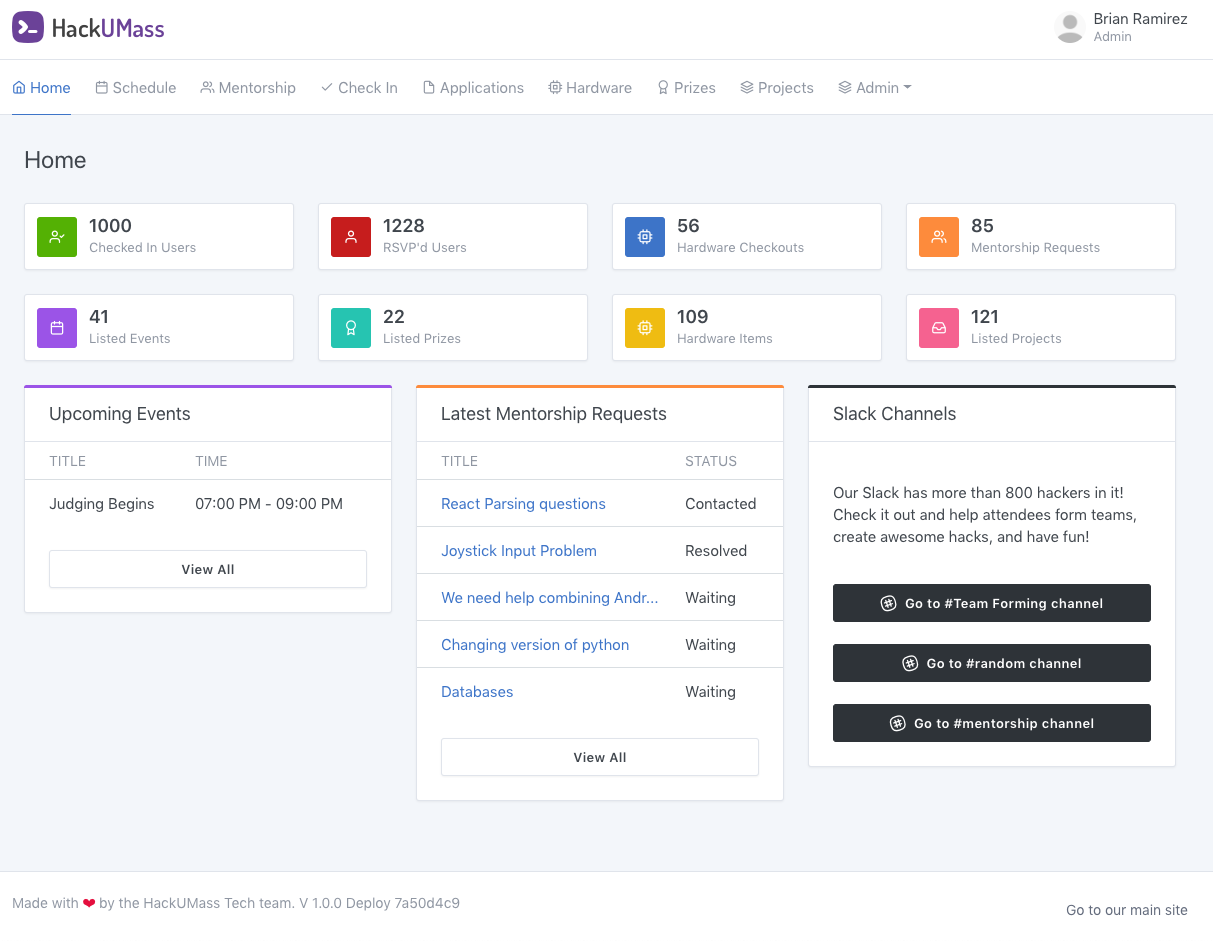 HackUMass
Brian Ramirez
Admin
Home Schedule Mentorship Check In Applications Hardware Prizes Projects Admin
Home
1000
Checked In Users
1228
RSVP'd Users
56
Hardware Checkouts
85
Mentorship Requests
41
Listed Events
22
Listed Prizes
109
Hardware Items
121
Listed Projects
Upcoming Events
TITLE TIME
Judging Begins 07:00 PM - 09:00 PM
View All
Latest Mentorship Requests
TITLE STATUS
React Parsing questions Contacted
Joystick Input Problem Resolved
We need help combining Andr... Waiting
Changing version of python Waiting
Databases Waiting
View All
Slack Channels
Our Slack has more than 800 hackers in it!
Check it out and help attendees form teams,
create awesome hacks, and have fun!
Go to #Team Forming channel
Go to #random channel
Go to #mentorship channel
Made with ❤ by the HackUMass Tech team. V 1.0.0 Deploy 7a50d4c9
Go to our main site